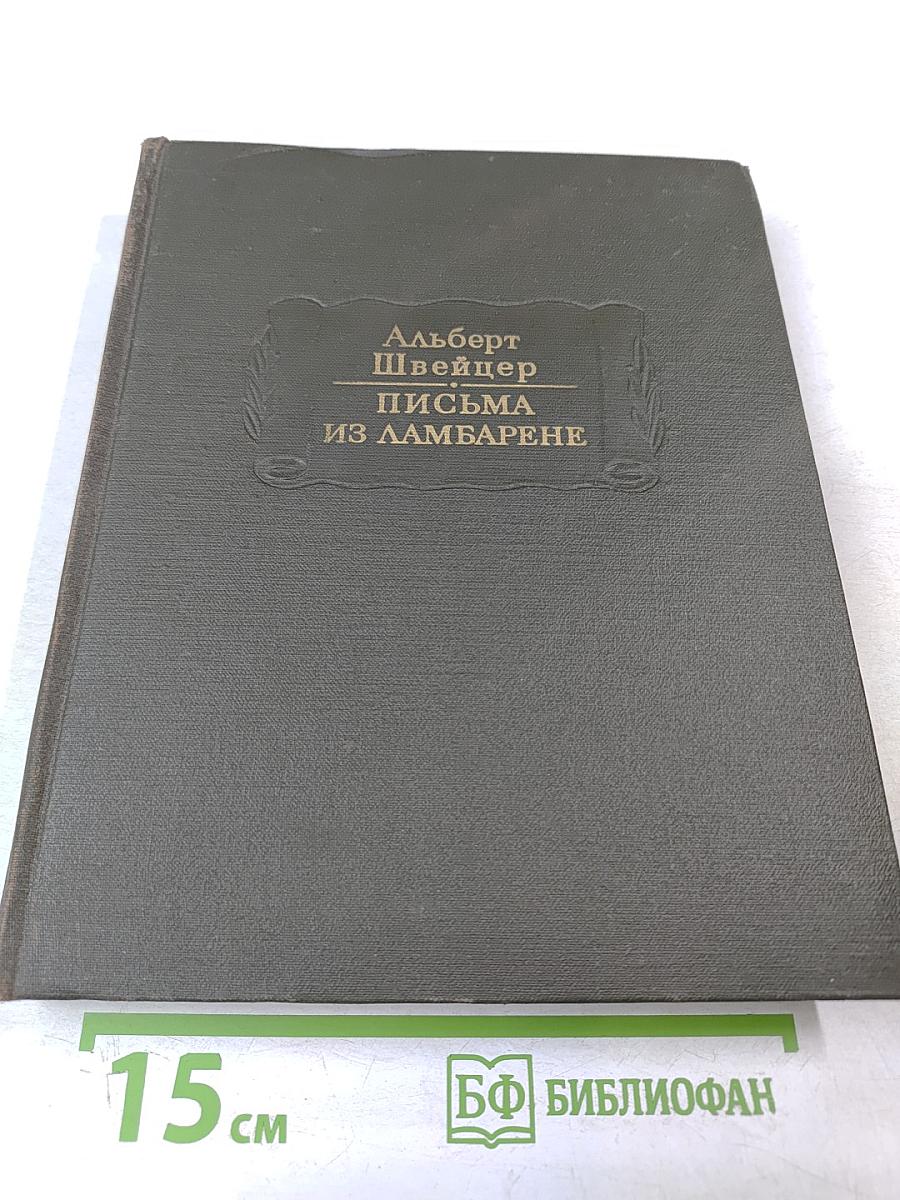 Альберт
Швейцер
ПИСЬМА
ИЗ ЛАМБАРЕНЕ
15 см
БФ БИБЛИОФАН